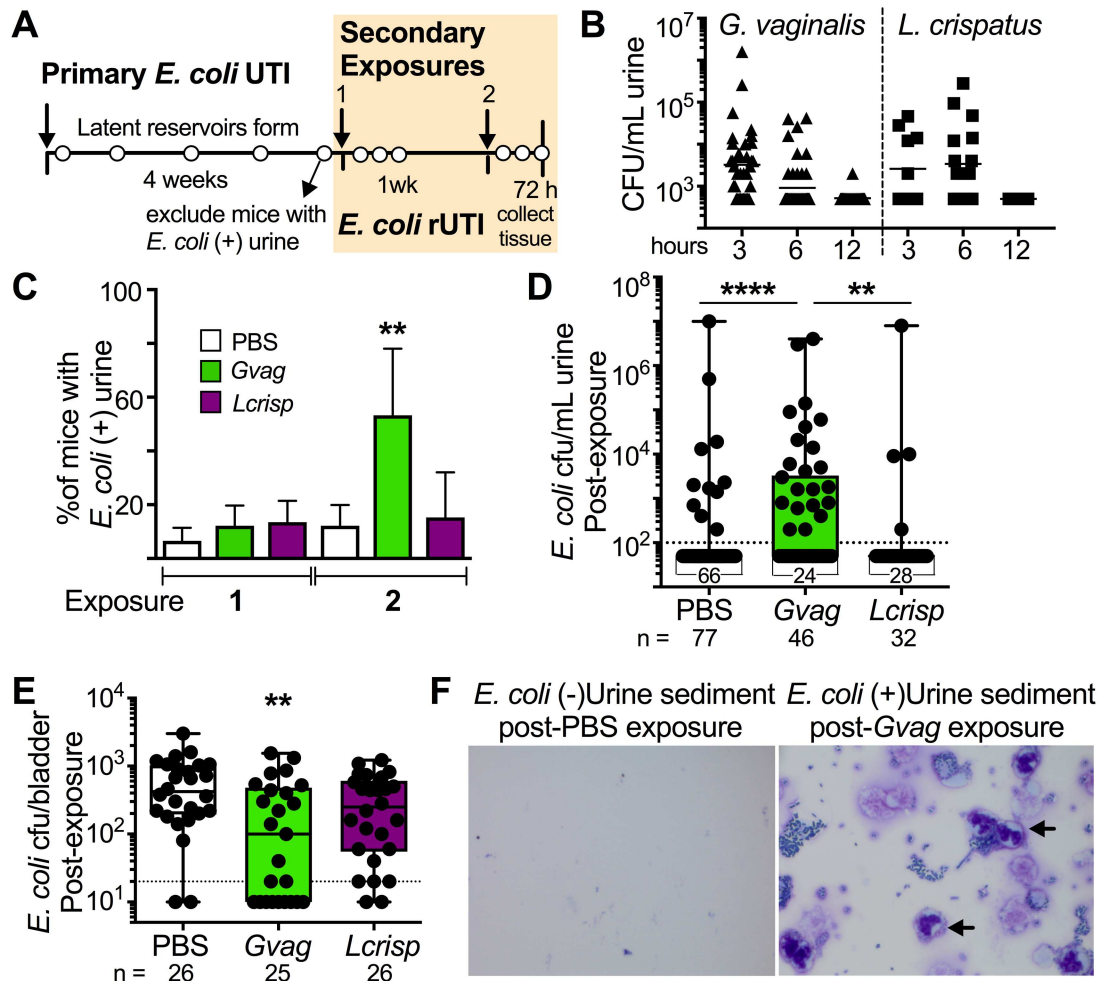 A
Secondary
Exposures
Primary E. coli UTI
1
2
Latent reservoirs form
4 weeks
1wk
72 h
exclude mice with
E. coli (+) urine
E. coli rUTI
collect
tissue
B
G. vaginalis
L. crispatus
CFU/mL urine
10^7
10^5
10^3
hours
3
6
12
3
6
12
C
%of mice with
E. coli (+) urine
100
60
20
PBS
Gvag
Lcrisp
**
Exposure
1
2
D
E. coli cfu/mL urine
Post-exposure
10^8
10^6
10^4
10^2
****
**
66
24
28
PBS
Gvag
Lcrisp
n =
77
46
32
E
E. coli cfu/bladder
Post-exposure
10^4
10^3
10^2
10^1
**
PBS
Gvag
Lcrisp
n =
26
25
26
F
E. coli (-)Urine sediment
post-PBS exposure
E. coli (+)Urine sediment
post-Gvag exposure